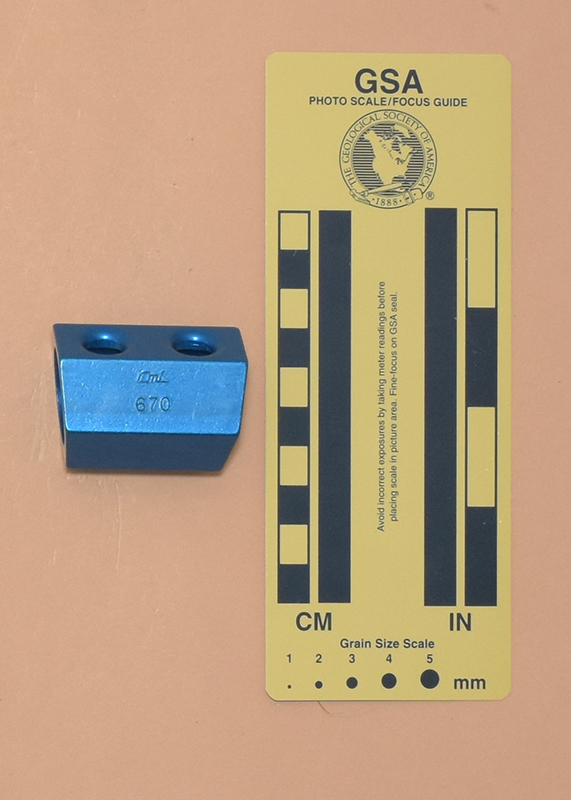 GSA
PHOTO SCALE/FOCUS GUIDE
THE GEOLOGICAL SOCIETY OF AMERICA
· 1888 ·
®
670
Avoid incorrect exposures by taking meter readings before
placing scale in picture area. Fine-focus on GSA seal.
CM
IN
Grain Size Scale
1 2 3 4 5
mm